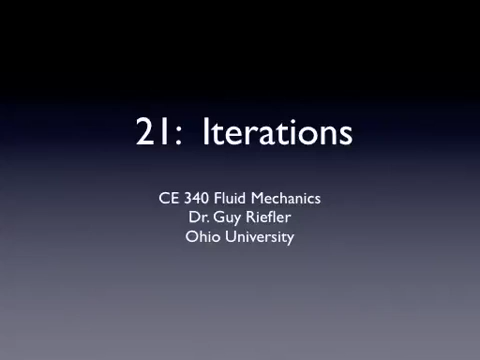 21: Iterations
CE 340 Fluid Mechanics
Dr. Guy Riefler
Ohio University